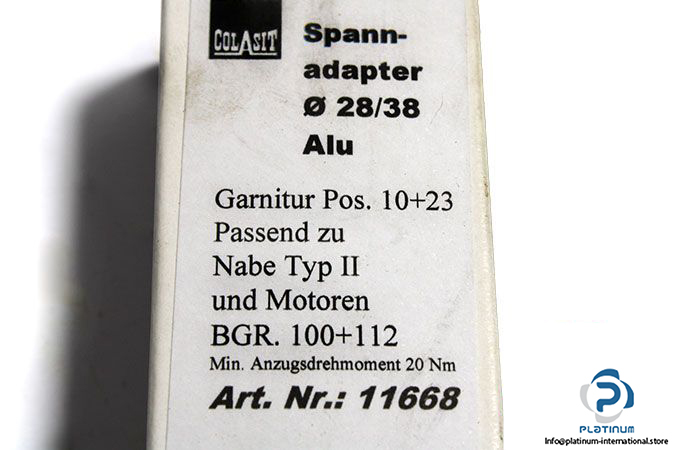 COLASIT
Spann-
adapter
Ø 28/38
Alu
Garnitur Pos. 10+23
Passend zu
Nabe Typ II
und Motoren
BGR. 100+112
Min. Anzugsdrehmoment 20 Nm
Art. Nr.: 11668
PLATINUM
Info@platinum-international.store